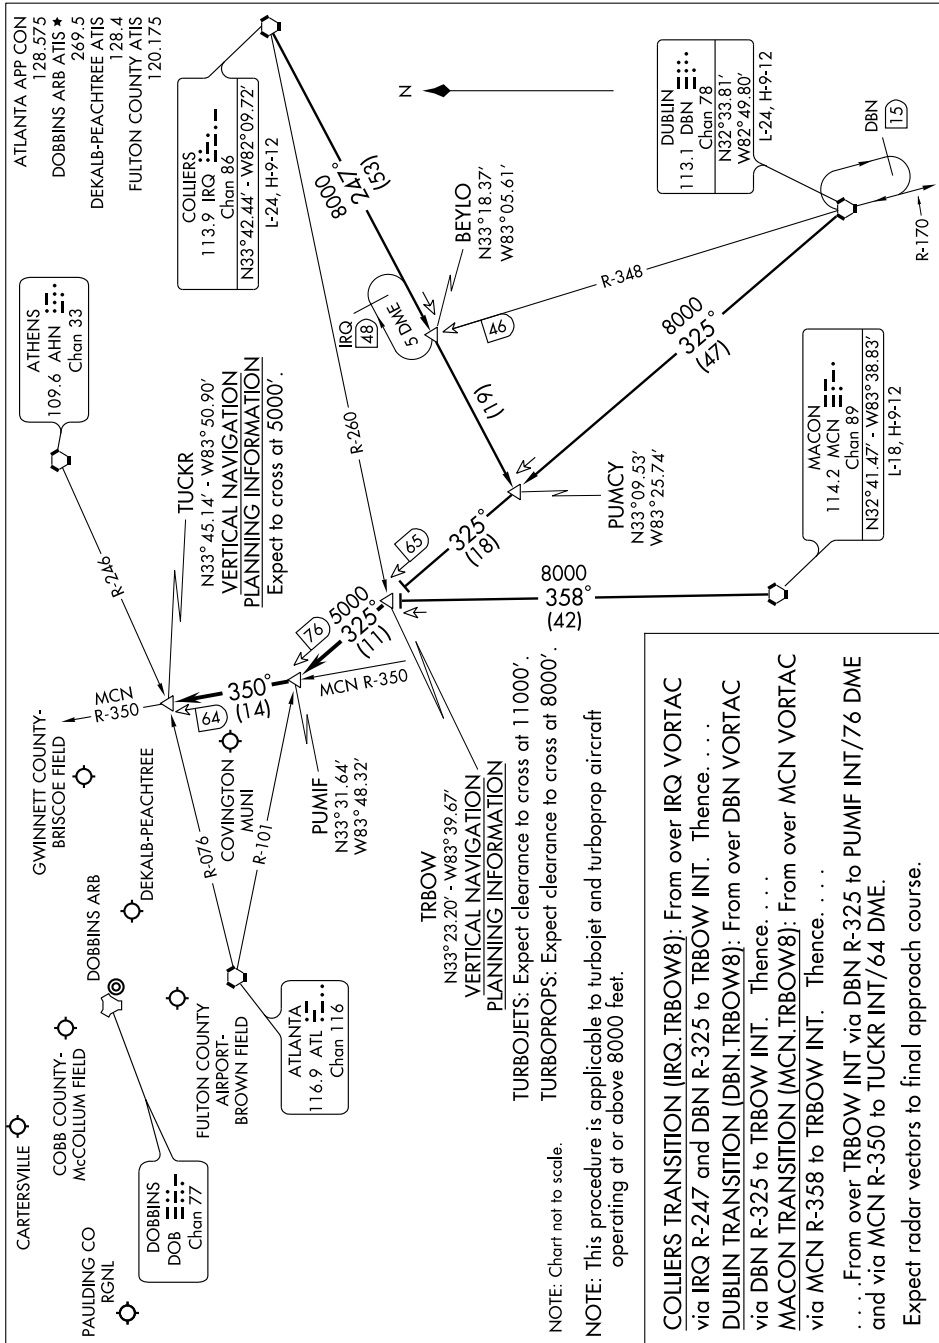 ATLANTA APP CON
128.575
DOBBINS ARB ATIS ★
269.5
DEKALB-PEACHTREE ATIS
128.4
FULTON COUNTY ATIS
120.175
COLLIERS
113.9 IRQ
Chan 86
N33°42.44' - W82°09.72'
L-24, H-9-12
ATHENS
109.6 AHN
Chan 33
8000
247°
(53)
N
DUBLIN
113.1 DBN
Chan 78
N32°33.81'
W82°49.80'
L-24, H-9-12
DBN
15
R-170
R-348
46
BEYLO
N33°18.37'
W83°05.61'
IRQ
48
5 DME
R-260
(19)
8000
325°
(47)
MACON
114.2 MCN
Chan 89
N32°41.47' - W83°38.83'
L-18, H-9-12
PUMCY
N33°09.53'
W83°25.74'
325°
(18)
65
8000
358°
(42)
TUCKR
N33°45.14' - W83°50.90'
VERTICAL NAVIGATION
PLANNING INFORMATION
Expect to cross at 5000'.
R-246
5000
325°
(11)
76
MCN R-350
350°
(14)
64
MCN
R-350
PUMIF
N33°31.64'
W83°48.32'
COVINGTON
MUNI
R-076
R-101
GWINNETT COUNTY-
BRISCOE FIELD
DEKALB-PEACHTREE
DOBBINS ARB
FULTON COUNTY
AIRPORT-
BROWN FIELD
ATLANTA
116.9 ATL
Chan 116
CARTERSVILLE
COBB COUNTY-
McCOLLUM FIELD
PAULDING CO
RGNL
DOBBINS
DOB
Chan 77
TRBOW
N33°23.20' - W83°39.67'
VERTICAL NAVIGATION
PLANNING INFORMATION
TURBOJETS: Expect clearance to cross at 11000'.
TURBOPROPS: Expect clearance to cross at 8000'.
NOTE: Chart not to scale.
NOTE: This procedure is applicable to turbojet and turboprop aircraft
operating at or above 8000 feet.
COLLIERS TRANSITION (IRQ.TRBOW8): From over IRQ VORTAC
via IRQ R-247 and DBN R-325 to TRBOW INT. Thence. . . .
DUBLIN TRANSITION (DBN.TRBOW8): From over DBN VORTAC
via DBN R-325 to TRBOW INT. Thence. . . .
MACON TRANSITION (MCN.TRBOW8): From over MCN VORTAC
via MCN R-358 to TRBOW INT. Thence. . . .
. . . .From over TRBOW INT via DBN R-325 to PUMIF INT/76 DME
and via MCN R-350 to TUCKR INT/64 DME.
Expect radar vectors to final approach course.